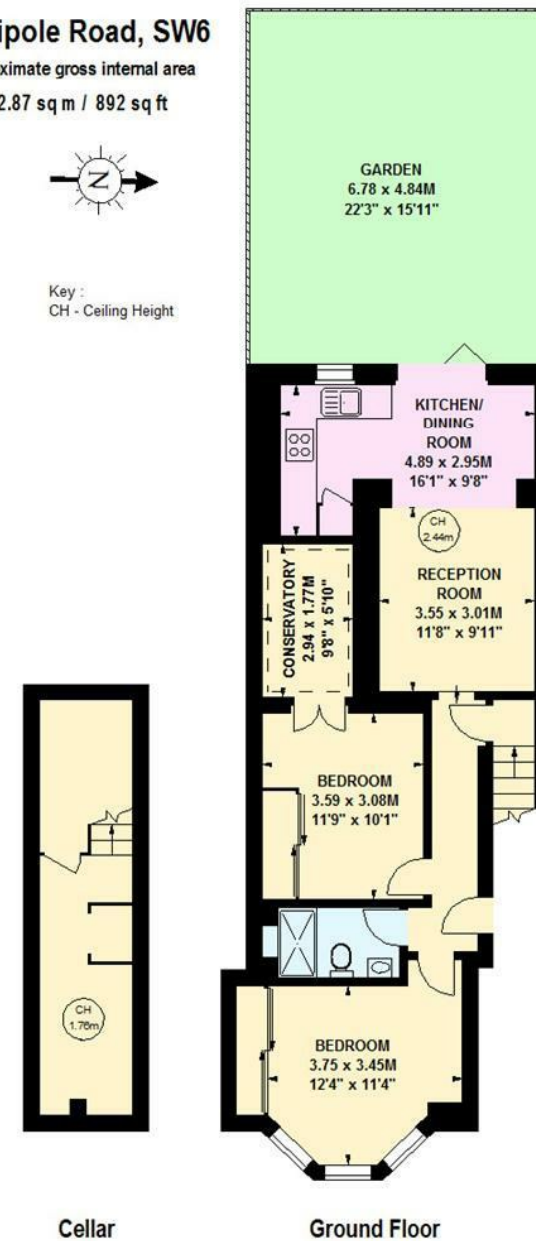 ipole Road, SW6
ximate gross internal area
2.87 sq m / 892 sq ft
N
Key :
CH - Ceiling Height
GARDEN
6.78 x 4.84M
22'3" x 15'11"
KITCHEN/
DINING
ROOM
4.89 x 2.95M
16'1" x 9'8"
CH
2.44m
RECEPTION
ROOM
3.55 x 3.01M
11'8" x 9'11"
CONSERVATORY
2.94 x 1.77M
9'8" x 5'10"
BEDROOM
3.59 x 3.08M
11'9" x 10'1"
CH
1.76m
BEDROOM
3.75 x 3.45M
12'4" x 11'4"
Cellar
Ground Floor